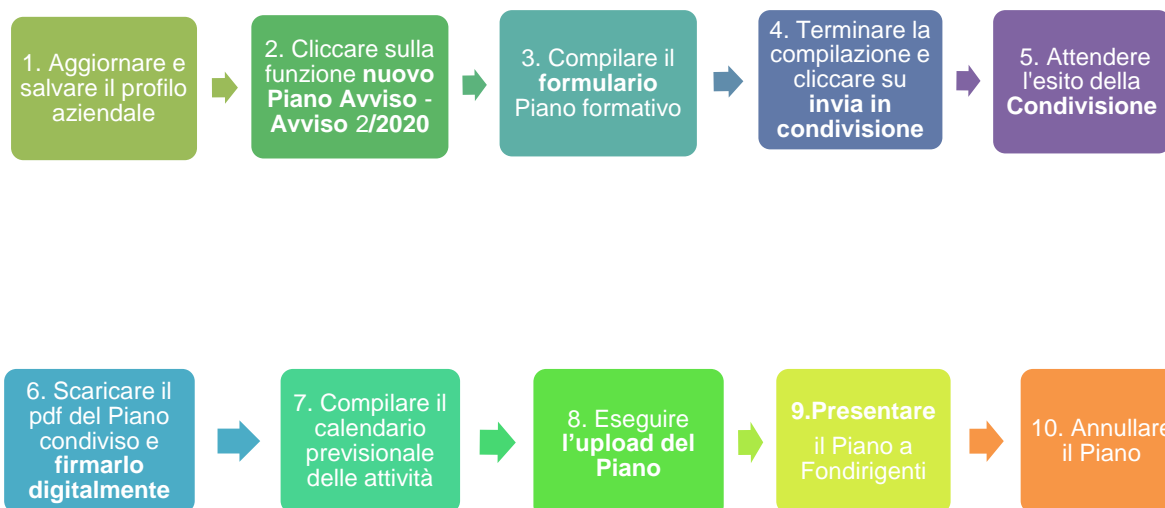 1. Aggiornare e
salvare il profilo
aziendale
2. Cliccare sulla
funzione nuovo
Piano Avviso -
Avviso 2/2020
3. Compilare il
formulario
Piano formativo
4. Terminare la
compilazione e
cliccare su
invia in
condivisione
5. Attendere
l'esito della
Condivisione
6. Scaricare il
pdf del Piano
condiviso e
firmarlo
digitalmente
7. Compilare il
calendario
previsionale
delle attività
8. Eseguire
l’upload del
Piano
9.Presentare
il Piano a
Fondirigenti
10. Annullare
il Piano